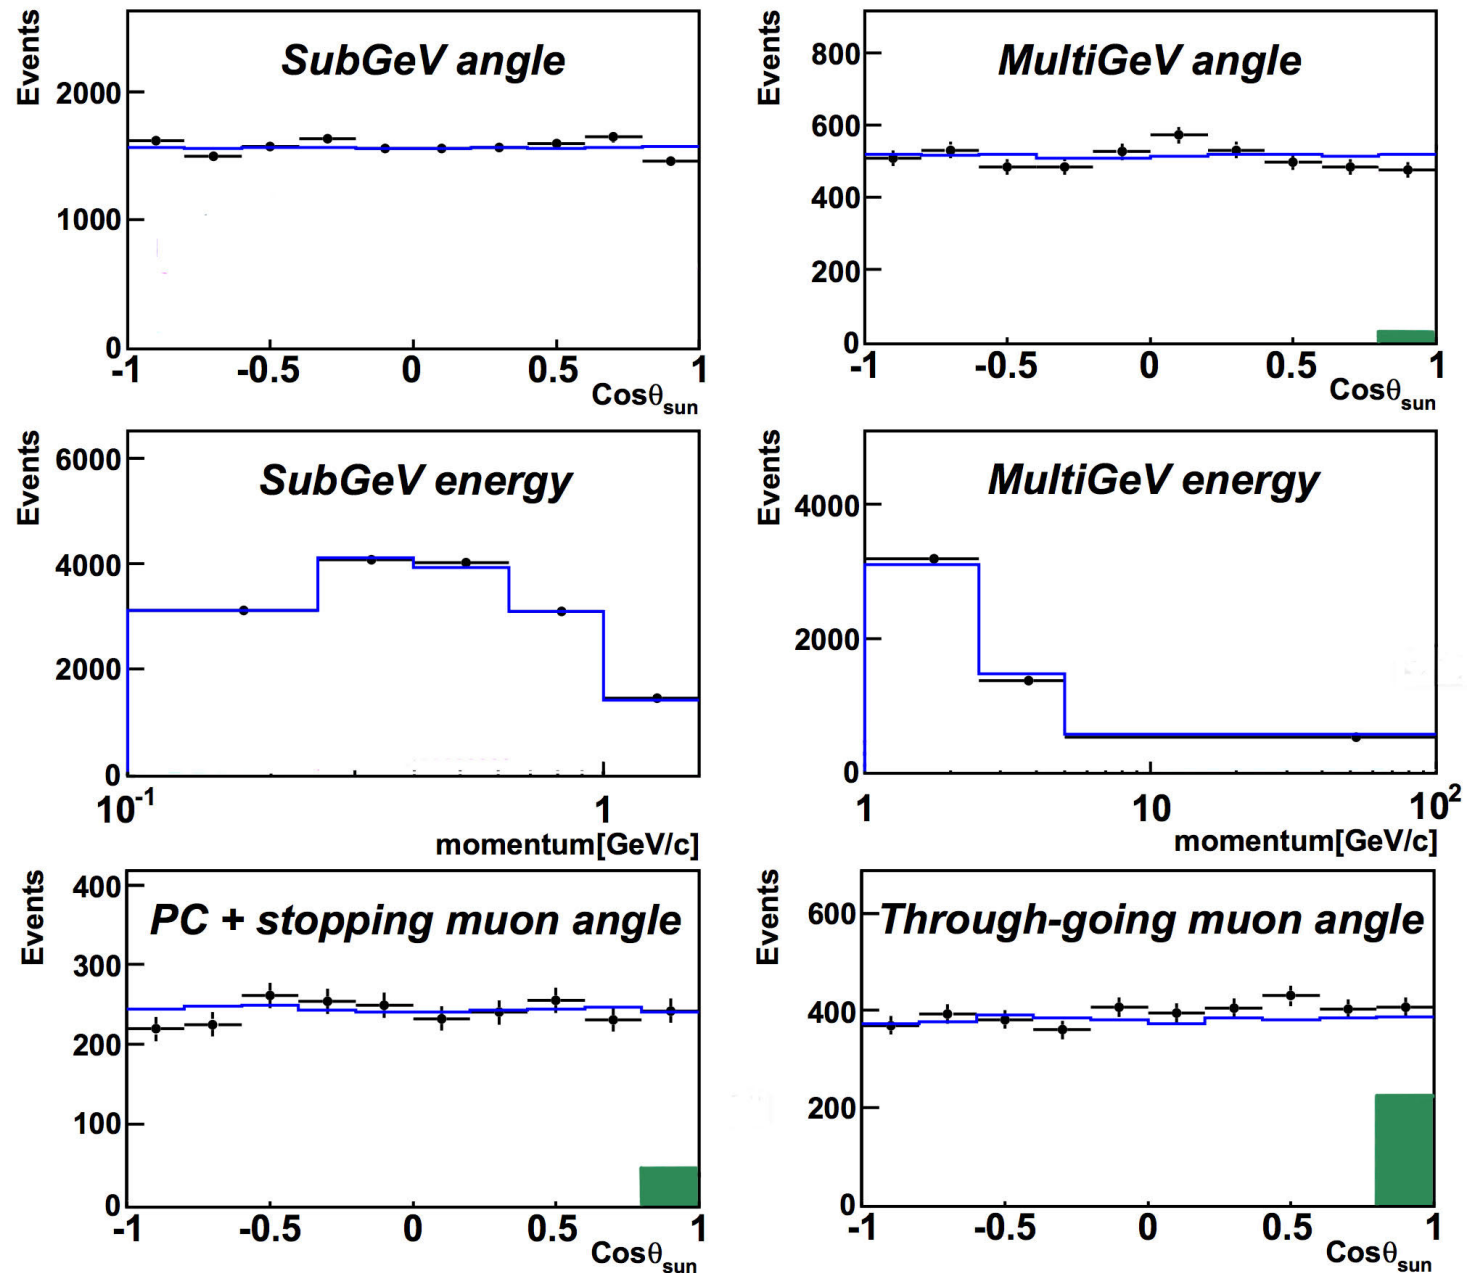 Events
SubGeV angle
2000
1000
0
-1 -0.5 0 0.5 1
Cosθsun
Events
MultiGeV angle
800
600
400
200
0
-1 -0.5 0 0.5 1
Cosθsun
Events
SubGeV energy
6000
4000
2000
0
10-1 1
momentum[GeV/c]
Events
MultiGeV energy
4000
2000
0
1 10 102
momentum[GeV/c]
Events
PC + stopping muon angle
400
300
200
100
0
-1 -0.5 0 0.5 1
Cosθsun
Events
Through-going muon angle
600
400
200
0
-1 -0.5 0 0.5 1
Cosθsun